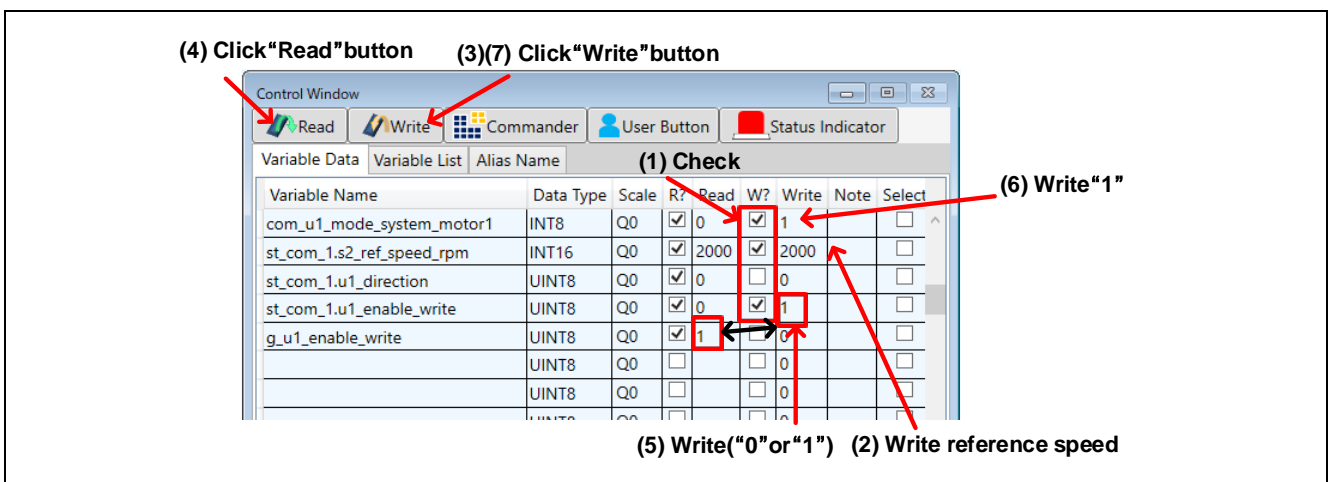 (4) Click“Read”button (3)(7) Click“Write”button
Control Window
Read Write Commander User Button Status Indicator
Variable Data Variable List Alias Name
(1) Check
(6) Write“1”
Variable Name Data Type Scale R? Read W? Write Note Select
com_u1_mode_system_motor1 INT8 Q0 0 1
st_com_1.s2_ref_speed_rpm INT16 Q0 2000 2000
st_com_1.u1_direction UINT8 Q0 0 0
st_com_1.u1_enable_write UINT8 Q0 0 1
g_u1_enable_write UINT8 Q0 1 0
UINT8 Q0 0
UINT8 Q0 0
(5) Write(“0”or“1”) (2) Write reference speed